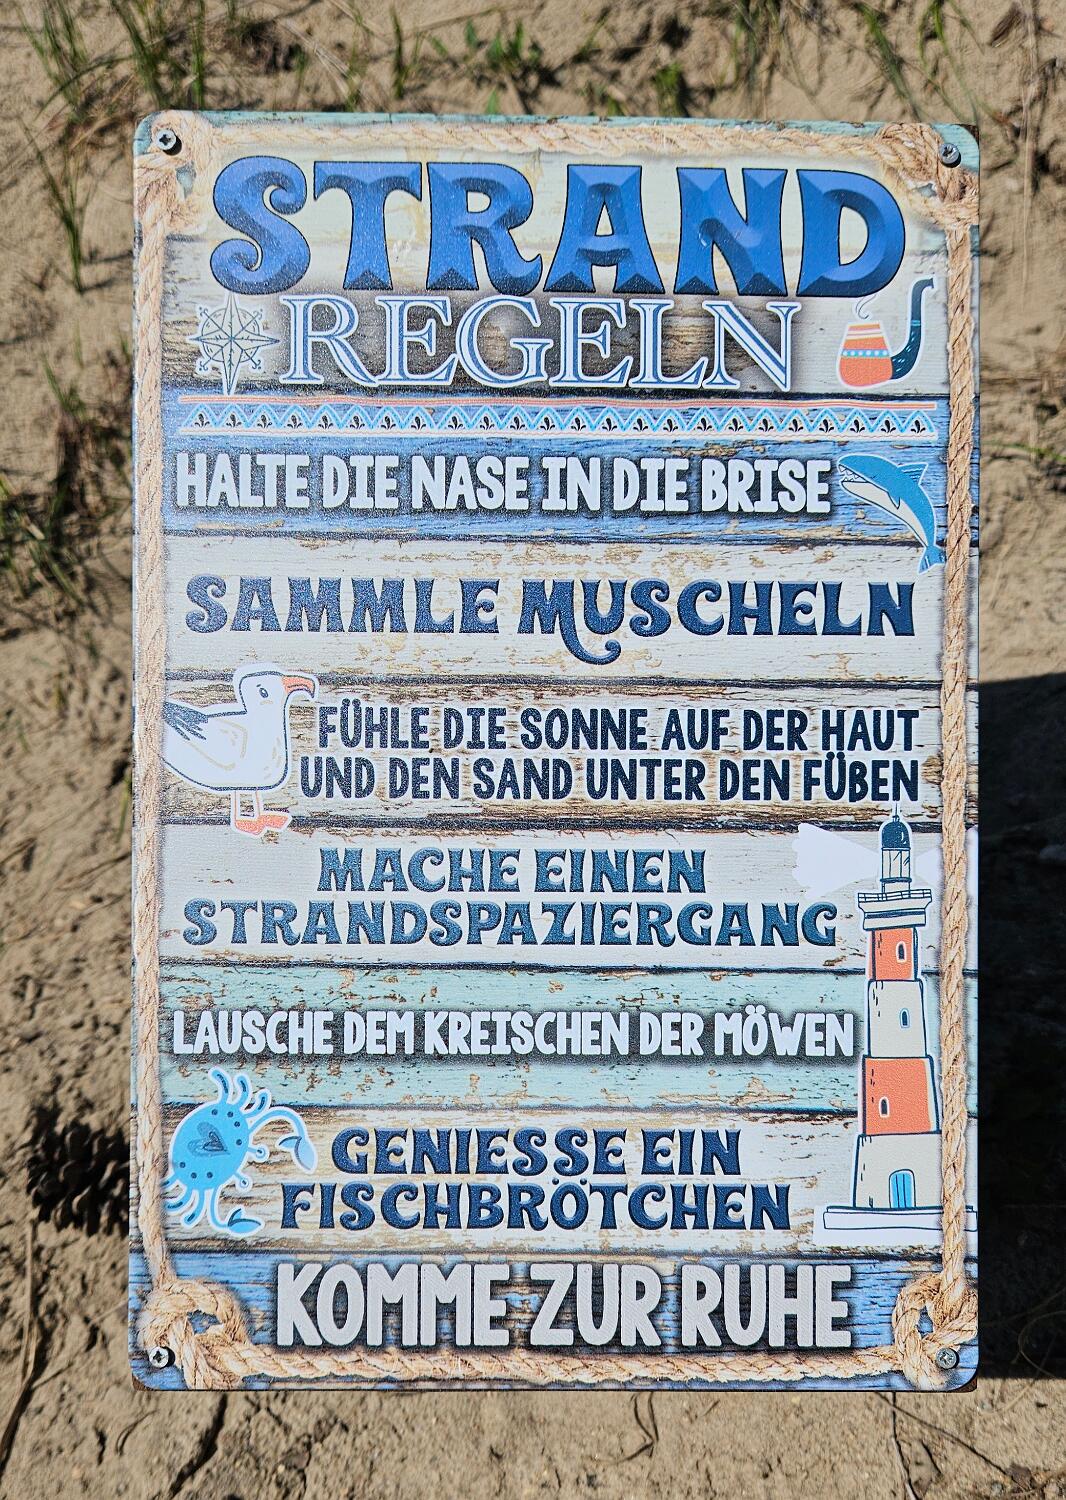 STRAND
REGELN
HALTE DIE NASE IN DIE BRISE
SAMMLE MUSCHELN
FÜHLE DIE SONNE AUF DER HAUT
UND DEN SAND UNTER DEN FÜßEN
MACHE EINEN
STRANDSPAZIERGANG
LAUSCHE DEM KREISCHEN DER MÖWEN
GENIESSE EIN
FISCHBRÖTCHEN
KOMME ZUR RUHE